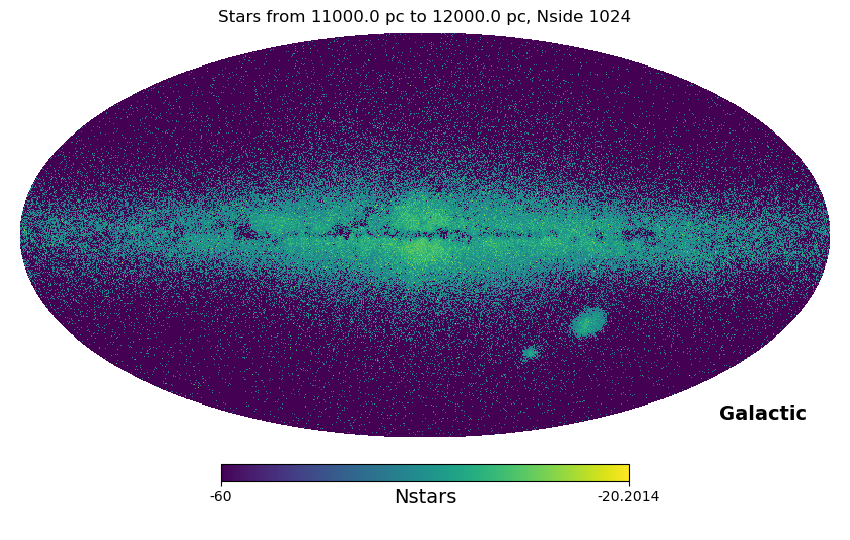 Stars from 11000.0 pc to 12000.0 pc, Nside 1024
Galactic
-60
-20.2014
Nstars